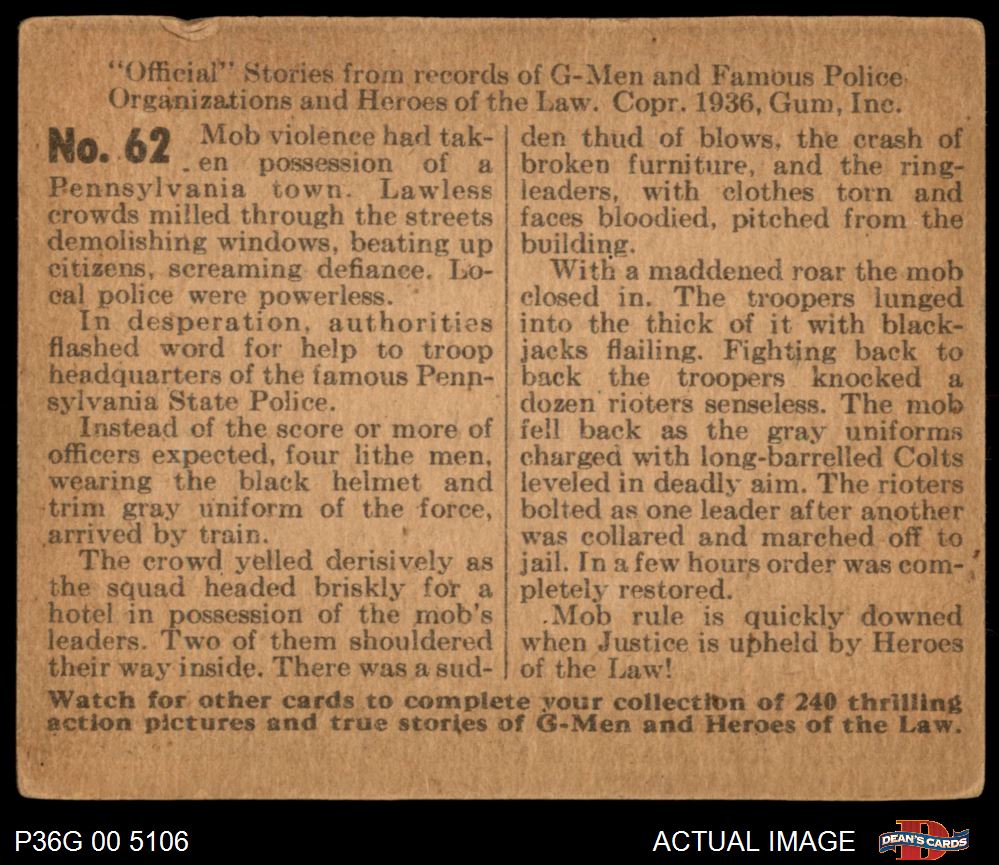 "Official" Stories from records of G-Men and Famous Police
Organizations and Heroes of the Law. Copr. 1936, Gum, Inc.
No. 62 Mob violence had tak-
en possession of a
Pennsylvania town. Lawless
crowds milled through the streets
demolishing windows, beating up
citizens, screaming defiance. Lo-
cal police were powerless.
In desperation, authorities
flashed word for help to troop
headquarters of the famous Penn-
sylvania State Police.
Instead of the score or more of
officers expected, four lithe men,
wearing the black helmet and
trim gray uniform of the force,
arrived by train.
The crowd yelled derisively as
the squad headed briskly for a
hotel in possession of the mob's
leaders. Two of them shouldered
their way inside. There was a sud-
den thud of blows, the crash of
broken furniture, and the ring-
leaders, with clothes torn and
faces bloodied, pitched from the
building.
With a maddened roar the mob
closed in. The troopers lunged
into the thick of it with black-
jacks flailing. Fighting back to
back the troopers knocked a
dozen rioters senseless. The mob
fell back as the gray uniforms
charged with long-barrelled Colts
leveled in deadly aim. The rioters
bolted as one leader after another
was collared and marched off to
jail. In a few hours order was com-
pletely restored.
Mob rule is quickly downed
when Justice is upheld by Heroes
of the Law!
Watch for other cards to complete your collection of 240 thrilling
action pictures and true stories of G-Men and Heroes of the Law.
P36G 00 5106
ACTUAL IMAGE
DEAN'S CARDS